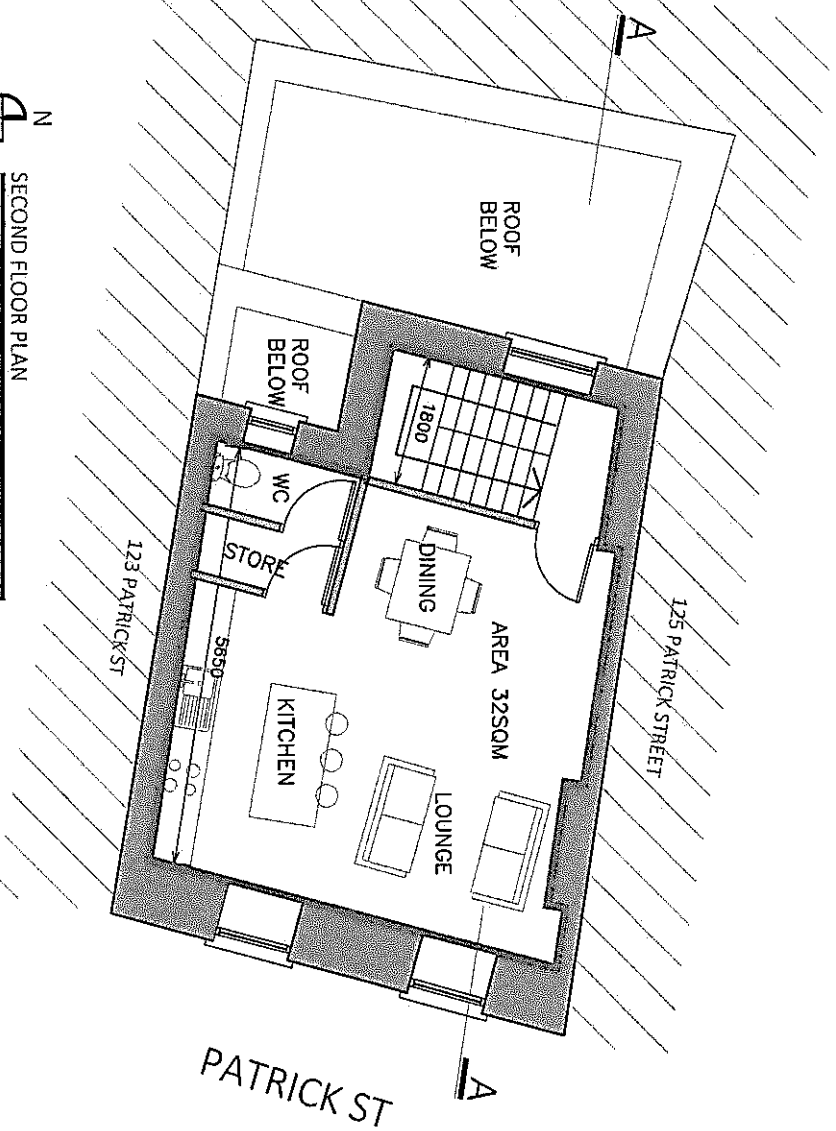 A
ROOF
BELOW
ROOF
BELOW
1800
WC
STORE
DINING
AREA 32SQM
5650
KITCHEN
LOUNGE
125 PATRICK STREET
123 PATRICK ST
A
PATRICK ST
N
SECOND FLOOR PLAN